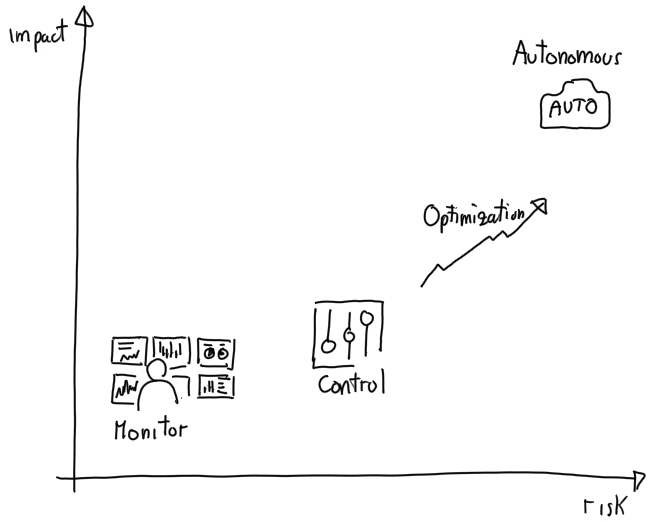 Impact
Autonomous
AUTO
Optimization
Control
Monitor
risk